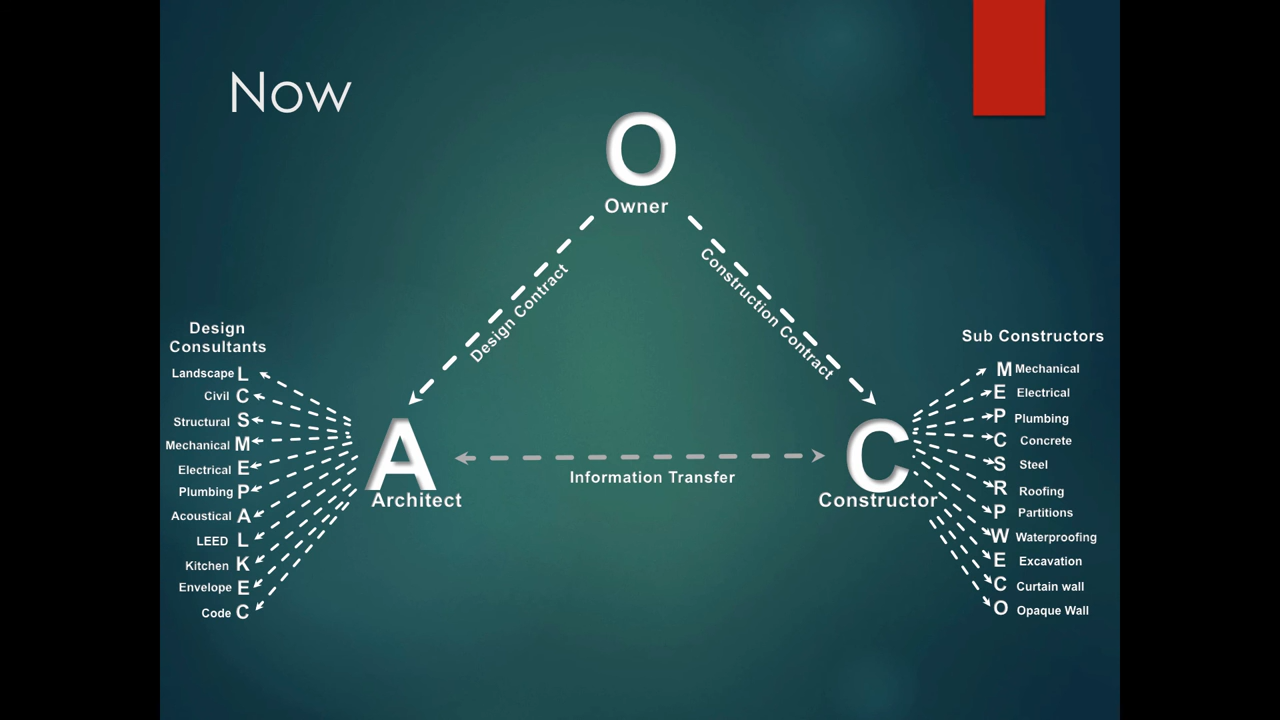 Now
O
Owner
Design Contract
Construction Contract
Design
Consultants
Landscape L
Civil C
Structural S
Mechanical M
Electrical E
Plumbing P
Acoustical A
LEED L
Kitchen K
Envelope E
Code C
A
Architect
Information Transfer
C
Constructor
Sub Constructors
M Mechanical
E Electrical
P Plumbing
C Concrete
S Steel
R Roofing
P Partitions
W Waterproofing
E Excavation
C Curtain wall
O Opaque Wall